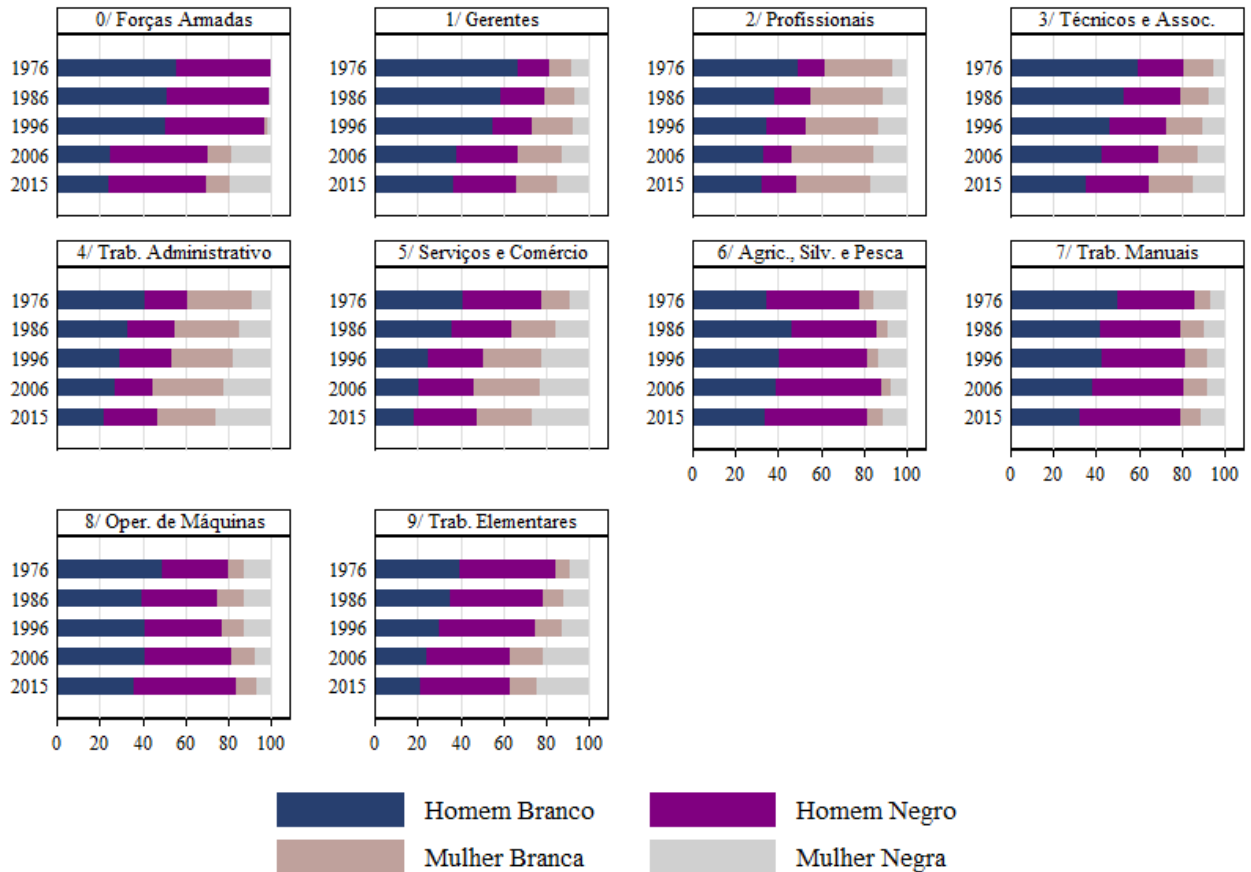 0/ Forças Armadas
1/ Gerentes
2/ Profissionais
3/ Técnicos e Assoc.
1976
1986
1996
2006
2015
1976
1986
1996
2006
2015
1976
1986
1996
2006
2015
1976
1986
1996
2006
2015
4/ Trab. Administrativo
5/ Serviços e Comércio
6/ Agric., Silv. e Pesca
7/ Trab. Manuais
1976
1986
1996
2006
2015
1976
1986
1996
2006
2015
1976
1986
1996
2006
2015
0 20 40 60 80 100
1976
1986
1996
2006
2015
0 20 40 60 80 100
8/ Oper. de Máquinas
9/ Trab. Elementares
1976
1986
1996
2006
2015
0 20 40 60 80 100
1976
1986
1996
2006
2015
0 20 40 60 80 100
Homem Branco
Homem Negro
Mulher Branca
Mulher Negra